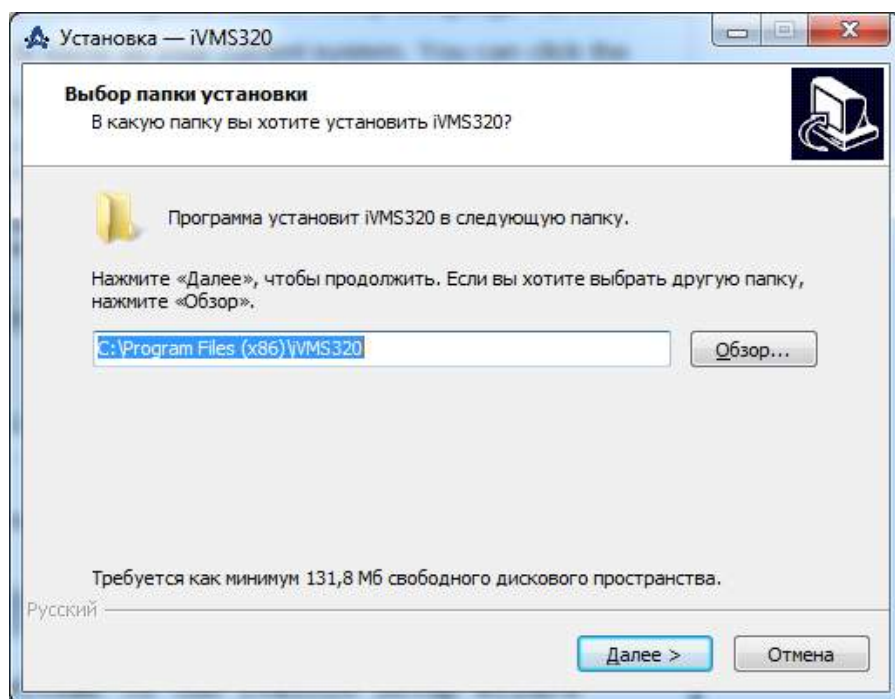 Установка — iVMS320
Выбор папки установки
В какую папку вы хотите установить iVMS320?
Программа установит iVMS320 в следующую папку.
Нажмите «Далее», чтобы продолжить. Если вы хотите выбрать другую папку,
нажмите «Обзор».
C:\Program Files (x86)\iVMS320
Обзор...
Требуется как минимум 131,8 Мб свободного дискового пространства.
Русский
Далее >
Отмена